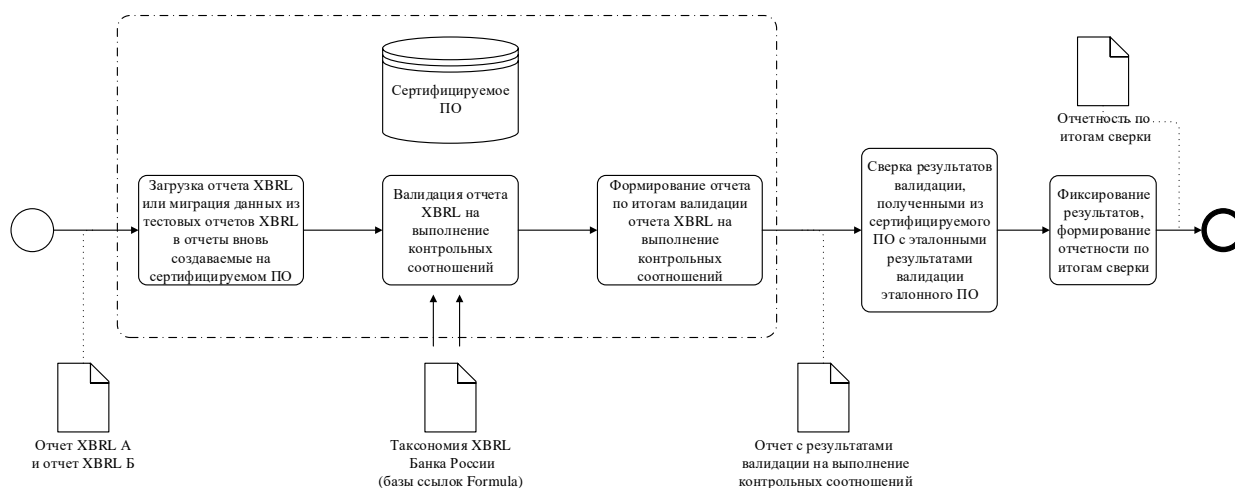 Сертифицируемое
ПО
Отчетность по
итогам сверки
Загрузка отчета XBRL
или миграция данных из
тестовых отчетов XBRL
в отчеты вновь
создаваемые на
сертифицируемом ПО
Валидация отчета
XBRL на
выполнение
контрольных
соотношений
Формирование отчета
по итогам валидации
отчета XBRL на
выполнение
контрольных
соотношений
Сверка результатов
валидации,
полученными из
сертифицируемого
ПО с эталонными
результатами
валидации
эталонного ПО
Фиксирование
результатов,
формирование
отчетности по
итогам сверки
Отчет XBRL А
и отчет XBRL Б
Таксономия XBRL
Банка России
(базы ссылок Formula)
Отчет с результатами
валидации на выполнение
контрольных соотношений